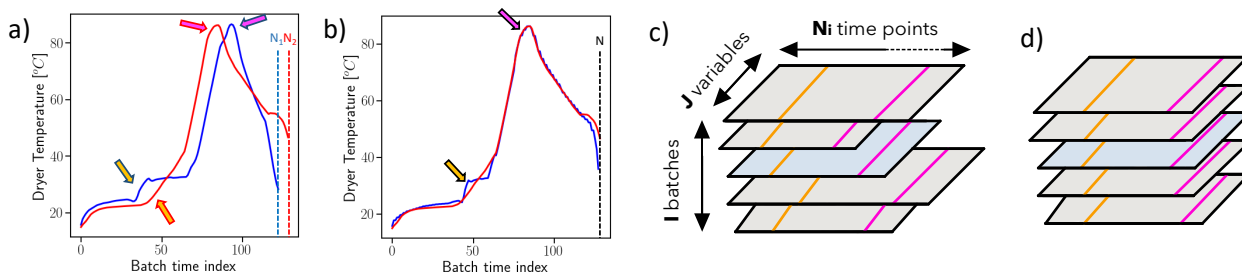 a)
Dryer Temperature [°C]
80
60
40
20
0
50
100
Batch time index
N₁ N₂
b)
Dryer Temperature [°C]
80
60
40
20
0
50
100
Batch time index
N
c)
Ni time points
J variables
I batches
d)